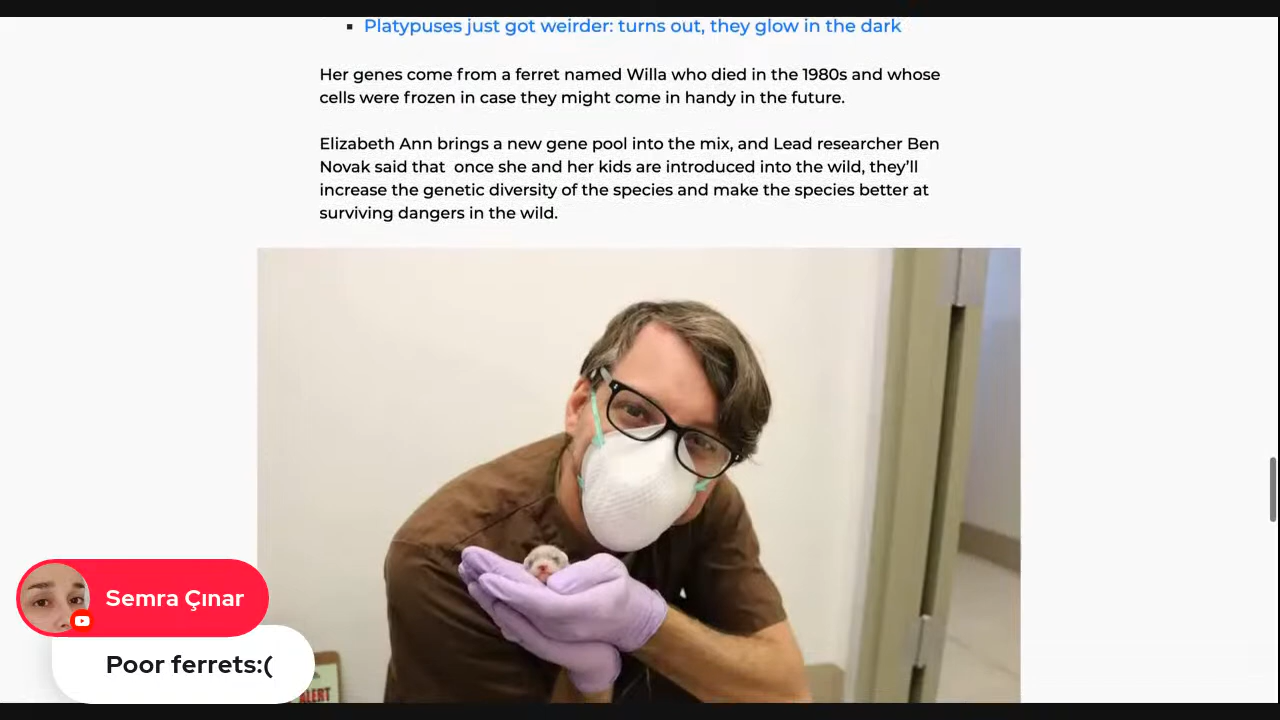 Platypuses just got weirder: turns out, they glow in the dark
Her genes come from a ferret named Willa who died in the 1980s and whose
cells were frozen in case they might come in handy in the future.
Elizabeth Ann brings a new gene pool into the mix, and Lead researcher Ben
Novak said that  once she and her kids are introduced into the wild, they’ll
increase the genetic diversity of the species and make the species better at
surviving dangers in the wild.
Semra Çınar
Poor ferrets:(
ALERT